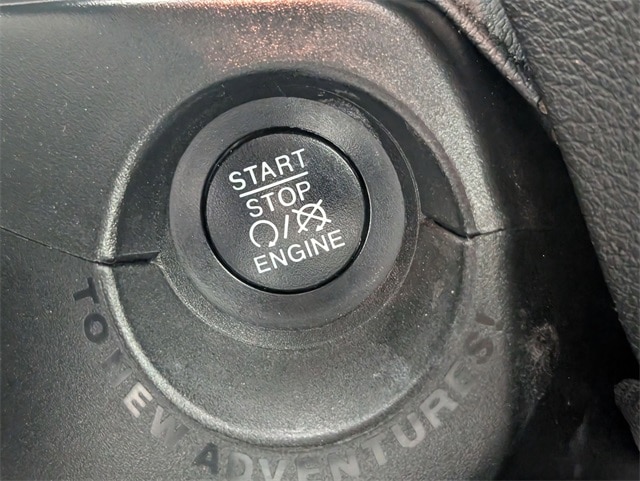 START
STOP
/
ENGINE
TO NEW ADVENTURES!